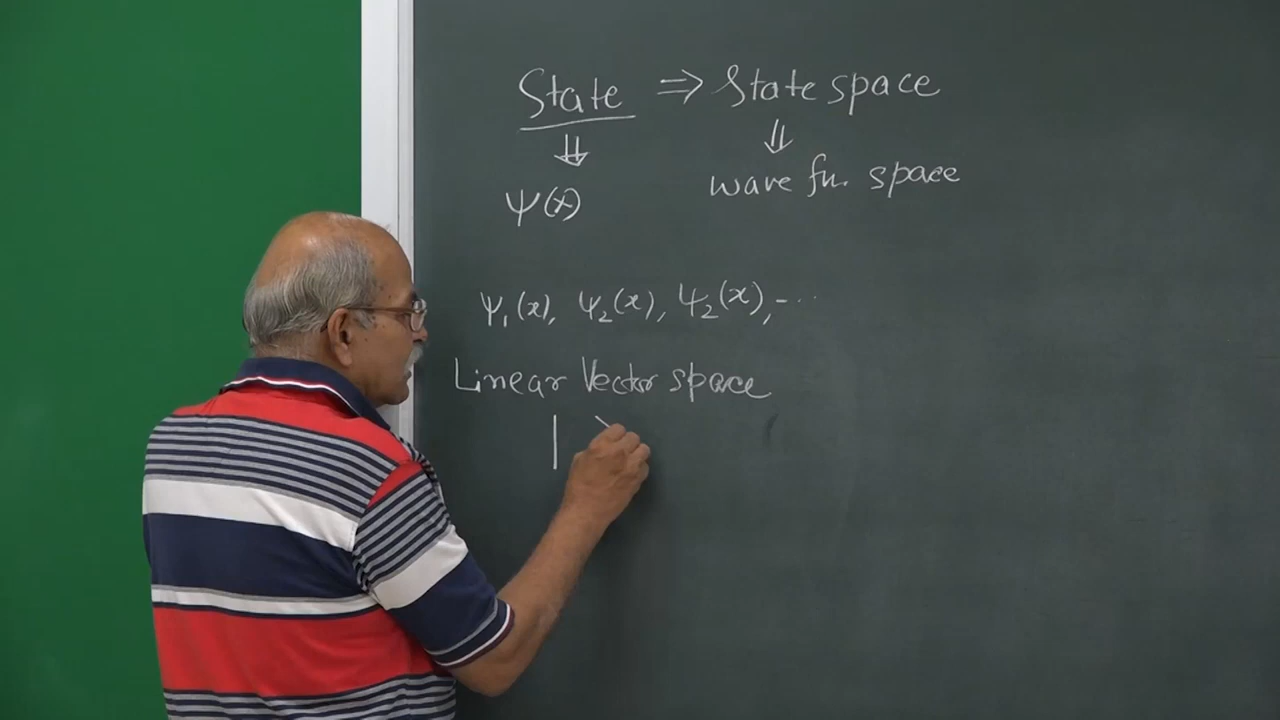 State ⇒ State space
⇓ ⇓
ψ(x) wave fn. space
ψ₁(x), ψ₂(x), ψ₂(x), - ...
Linear Vector space
|